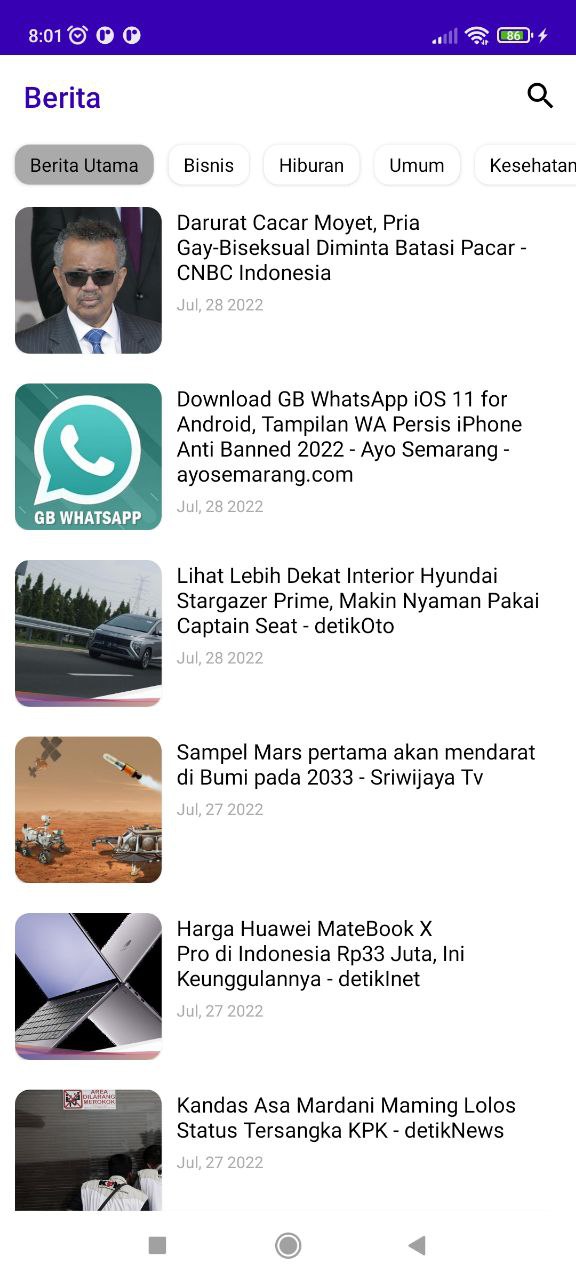 8:01
86
Berita
Berita Utama
Bisnis
Hiburan
Umum
Kesehatan
Darurat Cacar Moyet, Pria
Gay-Biseksual Diminta Batasi Pacar -
CNBC Indonesia
Jul, 28 2022
GB WHATSAPP
Download GB WhatsApp iOS 11 for
Android, Tampilan WA Persis iPhone
Anti Banned 2022 - Ayo Semarang -
ayosemarang.com
Jul, 28 2022
Lihat Lebih Dekat Interior Hyundai
Stargazer Prime, Makin Nyaman Pakai
Captain Seat - detikOto
Jul, 28 2022
Sampel Mars pertama akan mendarat
di Bumi pada 2033 - Sriwijaya Tv
Jul, 27 2022
Harga Huawei MateBook X
Pro di Indonesia Rp33 Juta, Ini
Keunggulannya - detikInet
Jul, 27 2022
AREA
DILARANG
MEROKOK
Kandas Asa Mardani Maming Lolos
Status Tersangka KPK - detikNews
Jul, 27 2022